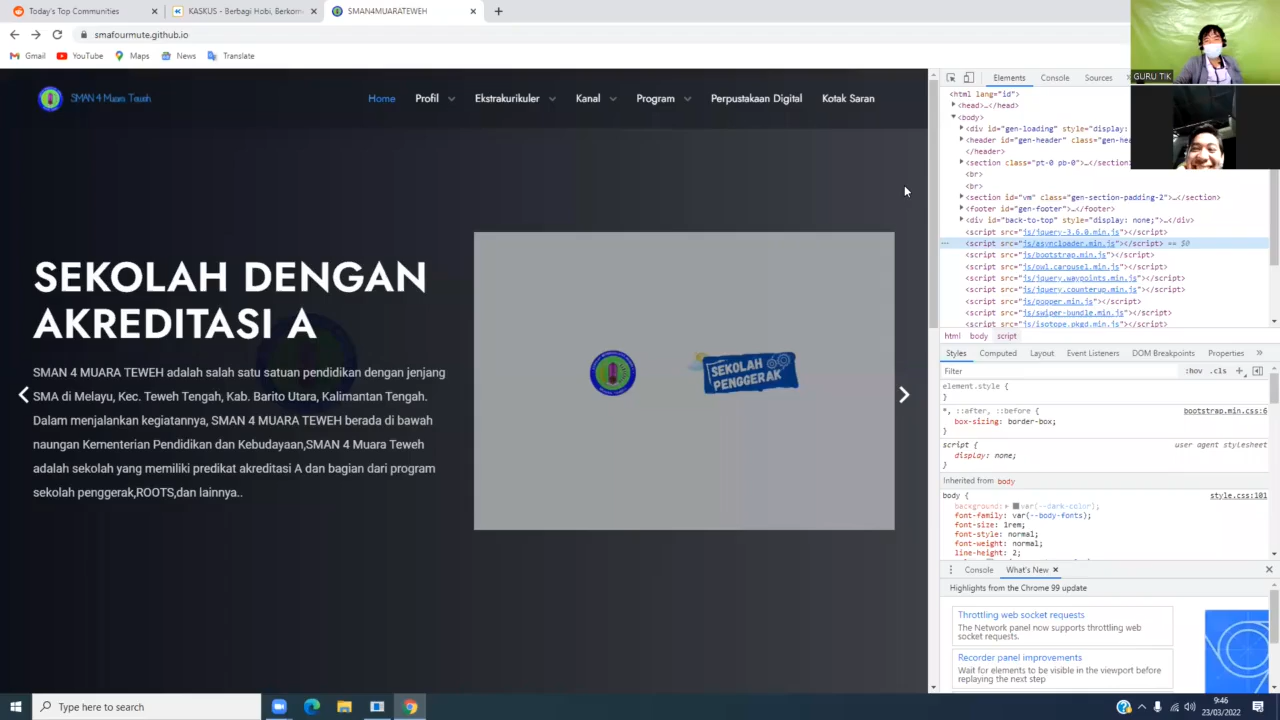 Today's Top Communities
KASKUS - Berbagi Hobi, Berkom
SMAN4MUARATEWEH
smafourmute.github.io
Gmail
YouTube
Maps
News
Translate
GURU TIK
SMAN 4 Muara Teweh
Home
Profil
Ekstrakurikuler
Kanal
Program
Perpustakaan Digital
Kotak Saran
SEKOLAH DENGAN
AKREDITASI A
SMAN 4 MUARA TEWEH adalah salah satu satuan pendidikan dengan jenjang
SMA di Melayu, Kec. Teweh Tengah, Kab. Barito Utara, Kalimantan Tengah.
Dalam menjalankan kegiatannya, SMAN 4 MUARA TEWEH berada di bawah
naungan Kementerian Pendidikan dan Kebudayaan,SMAN 4 Muara Teweh
adalah sekolah yang memiliki predikat akreditasi A dan bagian dari program
sekolah penggerak,ROOTS,dan lainnya..
SEKOLAH
PENGGERAK
Elements
Console
Sources
<html lang="id">
<head>…</head>
<body>
<div id="gen-loading" style="display:
<header id="gen-header" class="gen-hea
</header>
<section class="pt-0 pb-0">…</section>
<br>
<br>
<section id="vm" class="gen-section-padding-2">…</section>
<footer id="gen-footer">…</footer>
<div id="back-to-top" style="display: none;">…</div>
<script src="js/jquery-3.6.0.min.js"></script>
<script src="js/asyncloader.min.js"></script> == $0
<script src="js/bootstrap.min.js"></script>
<script src="js/owl.carousel.min.js"></script>
<script src="js/jquery.waypoints.min.js"></script>
<script src="js/jquery.counterup.min.js"></script>
<script src="js/popper.min.js"></script>
<script src="js/swiper-bundle.min.js"></script>
<script src="js/isotope.pkgd.min.js"></script>
html body script
Styles
Computed
Layout
Event Listeners
DOM Breakpoints
Properties
Filter
:hov .cls
element.style {
}
*, ::after, ::before { bootstrap.min.css:6
box-sizing: border-box;
}
script { user agent stylesheet
display: none;
}
Inherited from body
body { style.css:101
background: var(--dark-color);
font-family: var(--body-fonts);
font-size: 1rem;
font-style: normal;
font-weight: normal;
line-height: 2;
Console
What's New
Highlights from the Chrome 99 update
Throttling web socket requests
The Network panel now supports throttling web
socket requests.
Recorder panel improvements
Wait for elements to be visible in the viewport before
replaying the next step
Type here to search
9:46
23/03/2022